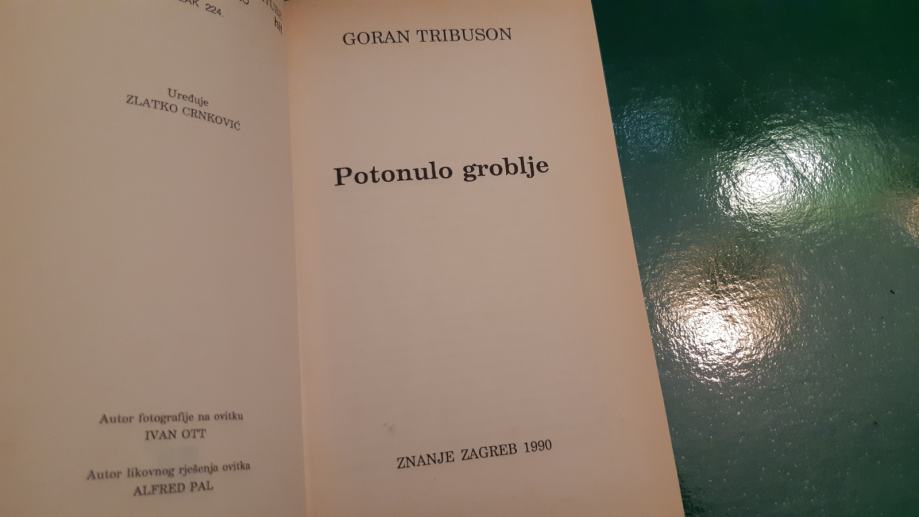 224.
Uređuje
ZLATKO CRNKOVIĆ
Autor fotografije na ovitku
IVAN OTT
Autor likovnog rješenja ovitka
ALFRED PAL
GORAN TRIBUSON
Potonulo groblje
ZNANJE ZAGREB 1990